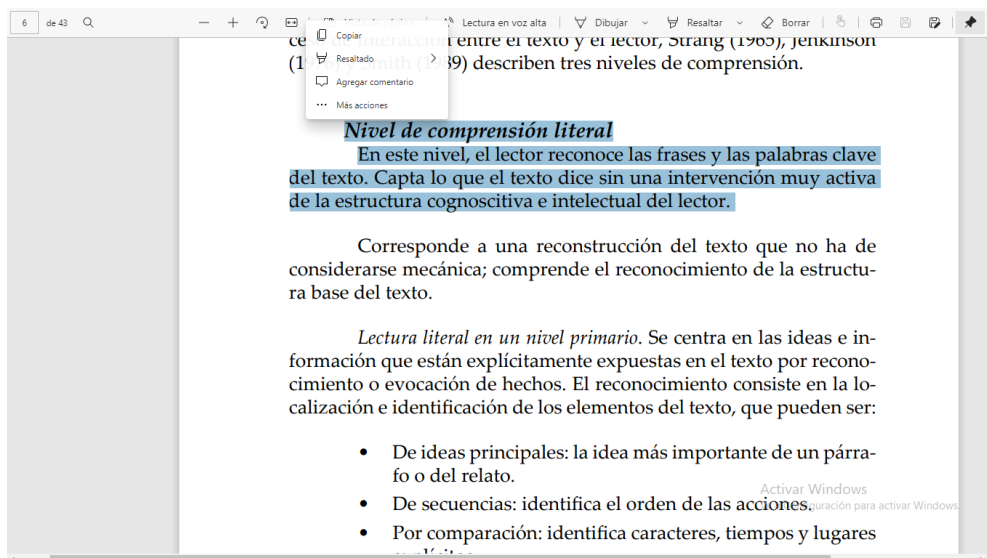 6 de 43 Lectura en voz alta Dibujar Resaltar Borrar
Copiar
Resaltado
Agregar comentario
Más acciones
entre el texto y el lector, Strang (1965), Jenkinson
describen tres niveles de comprensión.
Nivel de comprensión literal
En este nivel, el lector reconoce las frases y las palabras clave
del texto. Capta lo que el texto dice sin una intervención muy activa
de la estructura cognoscitiva e intelectual del lector.
Corresponde a una reconstrucción del texto que no ha de
considerarse mecánica; comprende el reconocimiento de la estructu-
ra base del texto.
Lectura literal en un nivel primario. Se centra en las ideas e in-
formación que están explícitamente expuestas en el texto por recono-
cimiento o evocación de hechos. El reconocimiento consiste en la lo-
calización e identificación de los elementos del texto, que pueden ser:
• De ideas principales: la idea más importante de un párra-
fo o del relato.
• De secuencias: identifica el orden de las acciones.
• Por comparación: identifica caracteres, tiempos y lugares
Activar Windows
para activar Windows.